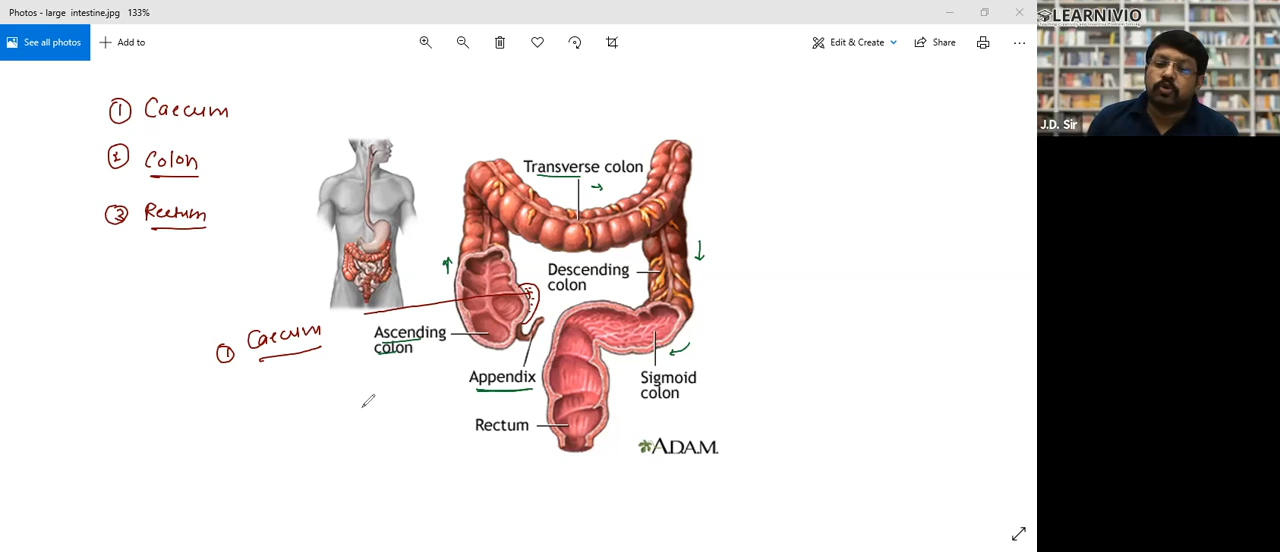 Photos - large intestine.jpg 133%
See all photos
Add to
Edit & Create
Share
LEARNIVIO
J.D. Sir
① Caecum
② Colon
③ Rectum
Transverse colon
Descending
colon
① Caecum
Ascending
colon
Appendix
Sigmoid
colon
Rectum
A.D.A.M.